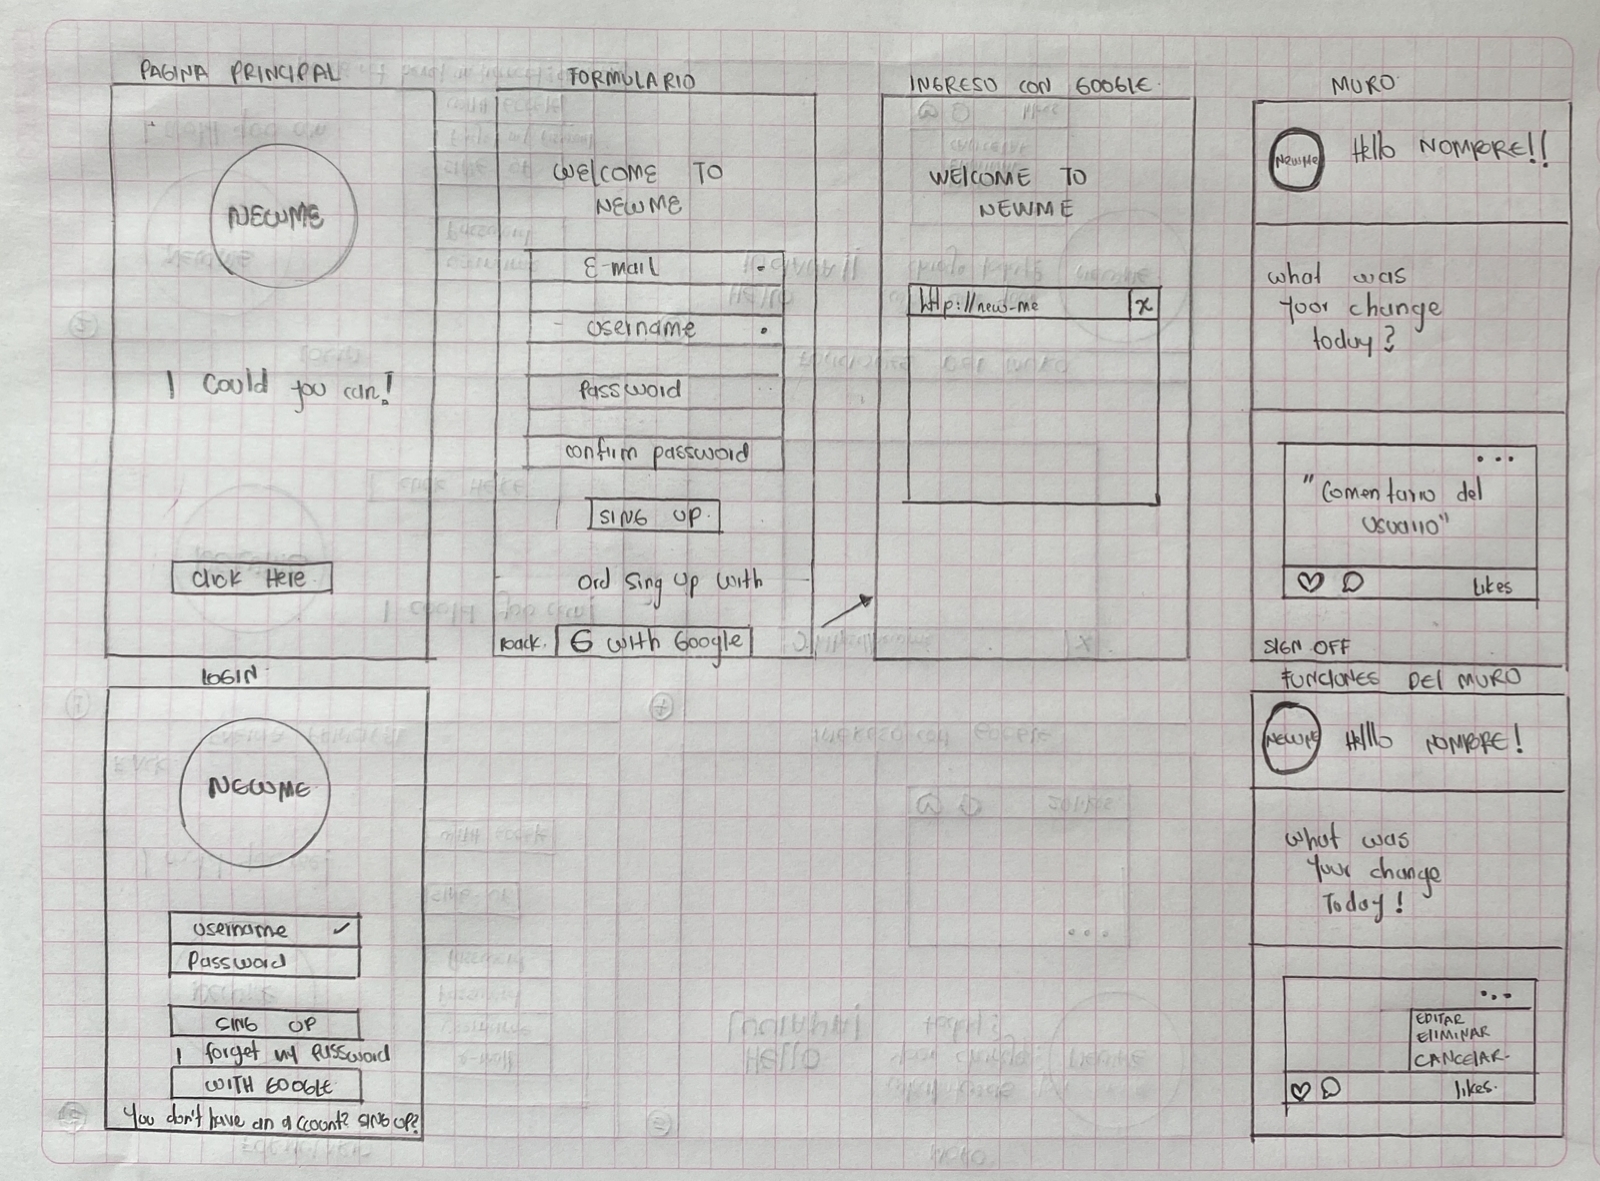 PAGINA PRINCIPAL
NEWME
I could you can!
Click Here
FORMULARIO
WELCOME TO
NEWME
E-mail
username
Password
confirm password
SING UP
Ord Sing up with
back. G with Google
INGRESO CON GOOGLE
WELCOME TO
NEWME
http://new-me x
MURO
NewMe Hello NOMBRE!!
what was
your change
today?
...
"Comentario del
usuario"
likes
SIGN OFF
LOGIN
NEWME
username
Password
SING UP
I forget my password
WITH GOOGLE
You don't have an account? SING UP?
FUNCIONES DEL MURO
NEWME Hello NOMBRE!
what was
your change
Today!
...
EDITAR
ELIMINAR
CANCELAR
likes.